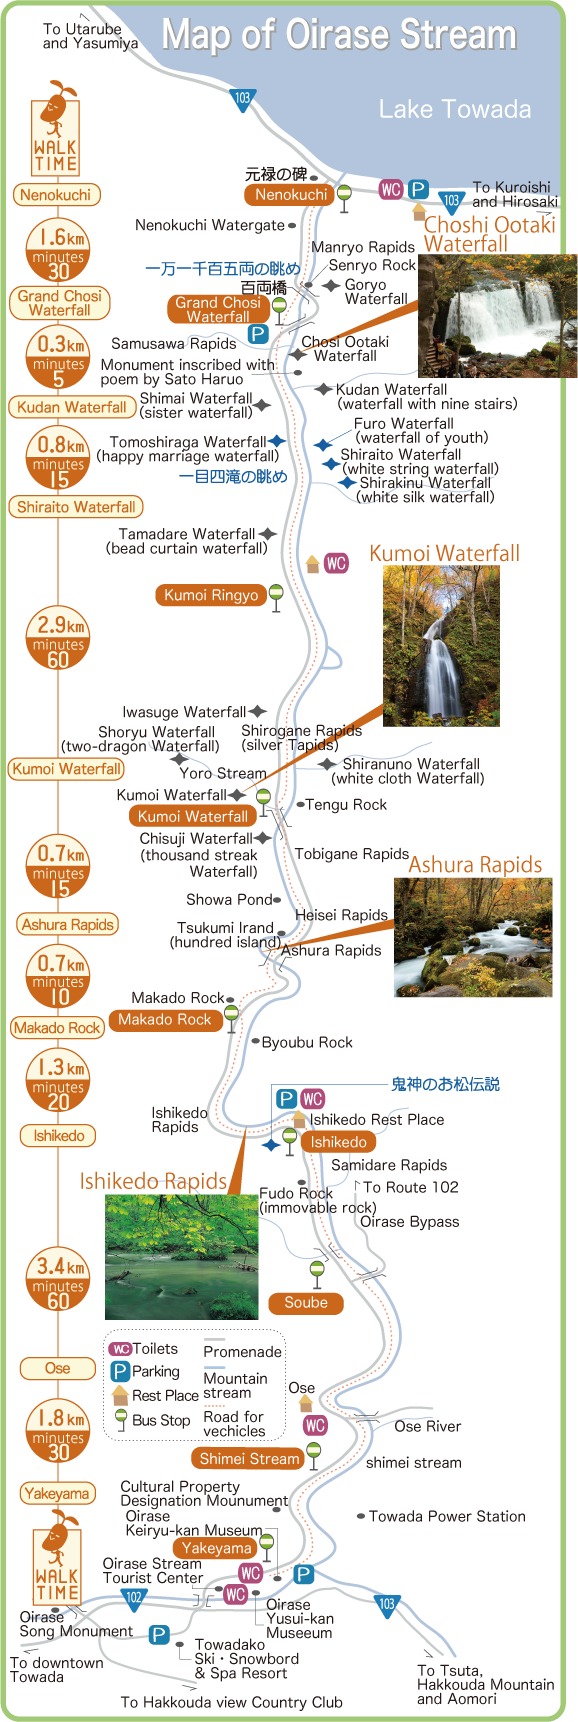 To Utarube
and Yasumiya
Map of Oirase Stream
103
Lake Towada
WALK
TIME
Nenokuchi
1.6km
minutes
30
Grand Chosi
Waterfall
0.3km
minutes
5
Kudan Waterfall
0.8km
minutes
15
Shiraito Waterfall
2.9km
minutes
60
Kumoi Waterfall
0.7km
minutes
15
Ashura Rapids
0.7km
minutes
10
Makado Rock
1.3km
minutes
20
Ishikedo
3.4km
minutes
60
Ose
1.8km
minutes
30
Yakeyama
WALK
TIME
元禄の碑
Nenokuchi
WC
P
103
To Kuroishi
and Hirosaki
Nenokuchi Watergate
Choshi Ootaki
Waterfall
Manryo Rapids
Senryo Rock
一万一千百五両の眺め
百両橋
Goryo
Waterfall
Grand Chosi
Waterfall
P
Samusawa Rapids
Chosi Ootaki
Waterfall
Monument inscribed with
poem by Sato Haruo
Kudan Waterfall
(waterfall with nine stairs)
Shimai Waterfall
(sister waterfall)
Furo Waterfall
(waterfall of youth)
Tomoshiraga Waterfall
(happy marriage waterfall)
Shiraito Waterfall
(white string waterfall)
一目四滝の眺め
Shirakinu Waterfall
(white silk waterfall)
Tamadare Waterfall
(bead curtain waterfall)
WC
Kumoi Waterfall
Kumoi Ringyo
Iwasuge Waterfall
Shoryu Waterfall
(two-dragon Waterfall)
Shirogane Rapids
(silver Tapids)
Yoro Stream
Shiranuno Waterfall
(white cloth Waterfall)
Kumoi Waterfall
Kumoi Waterfall
Tengu Rock
Chisuji Waterfall
(thousand streak
Waterfall)
Tobigane Rapids
Ashura Rapids
Showa Pond
Heisei Rapids
Tsukumi Irand
(hundred island)
Ashura Rapids
Makado Rock
Makado Rock
Byoubu Rock
鬼神のお松伝説
P
WC
Ishikedo
Rapids
Ishikedo Rest Place
Ishikedo
Samidare Rapids
Ishikedo Rapids
Fudo Rock
(immovable rock)
To Route 102
Oirase Bypass
Soube
WC Toilets
P Parking
Rest Place
Bus Stop
Promenade
Mountain
stream
Road for
vechicles
Ose
WC
Ose River
Shimei Stream
shimei stream
Cultural Property
Designation Mounument
Oirase
Keiryu-kan Museum
Towada Power Station
Yakeyama
Oirase Stream
Tourist Center
WC
P
WC
102
103
Oirase
Yusui-kan
Museeum
Oirase
Song Monument
P
Towadako
Ski・Snowbord
& Spa Resort
To downtown
Towada
To Tsuta,
Hakkouda Mountain
and Aomori
To Hakkouda view Country Club